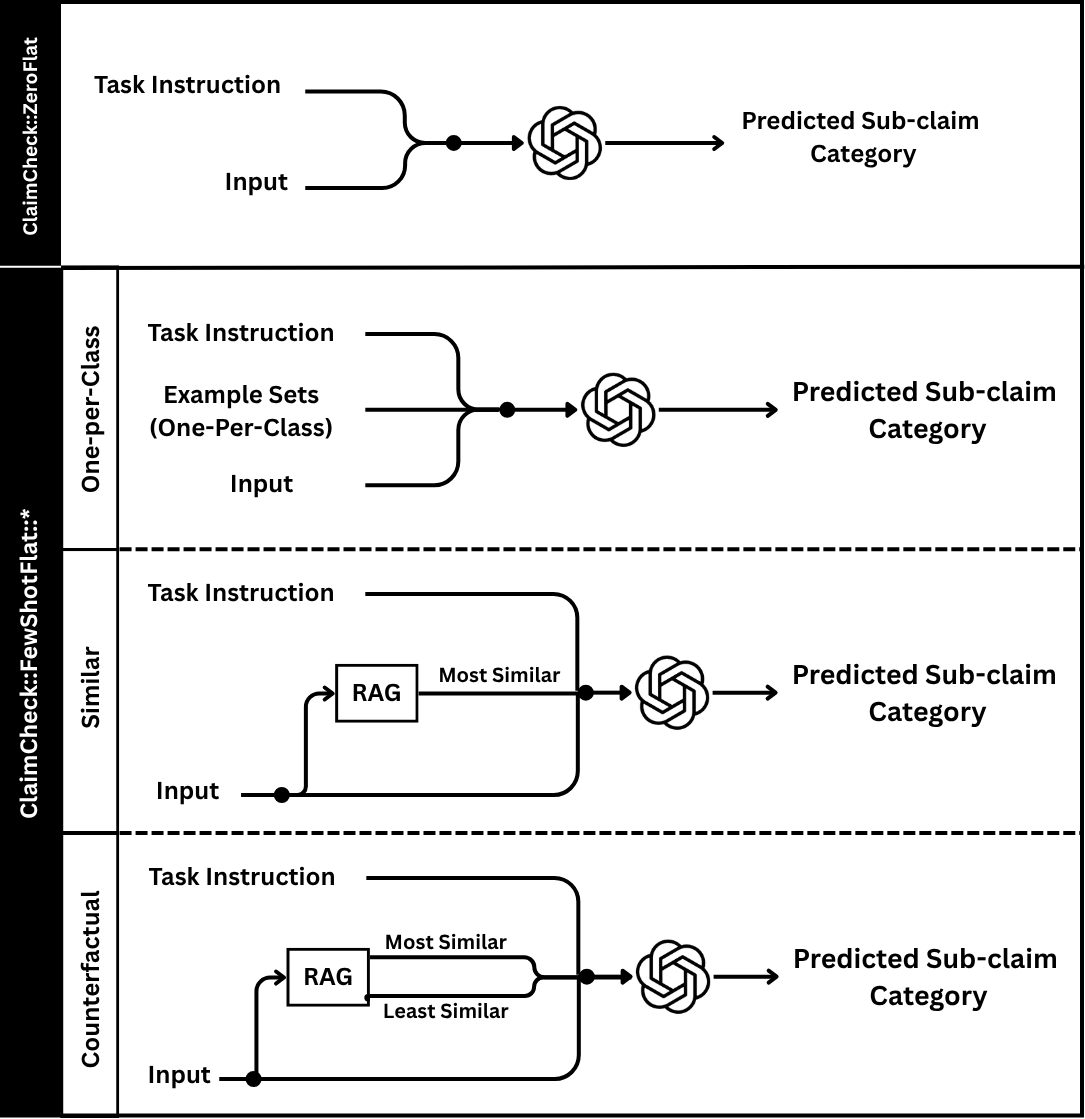 ClaimCheck::ZeroFlat
Task Instruction
Input
Predicted Sub-claim
Category
ClaimCheck::FewShotFlat::*
One-per-Class
Task Instruction
Example Sets
(One-Per-Class)
Input
Predicted Sub-claim
Category
Similar
Task Instruction
RAG
Most Similar
Input
Predicted Sub-claim
Category
Counterfactual
Task Instruction
RAG
Most Similar
Least Similar
Input
Predicted Sub-claim
Category